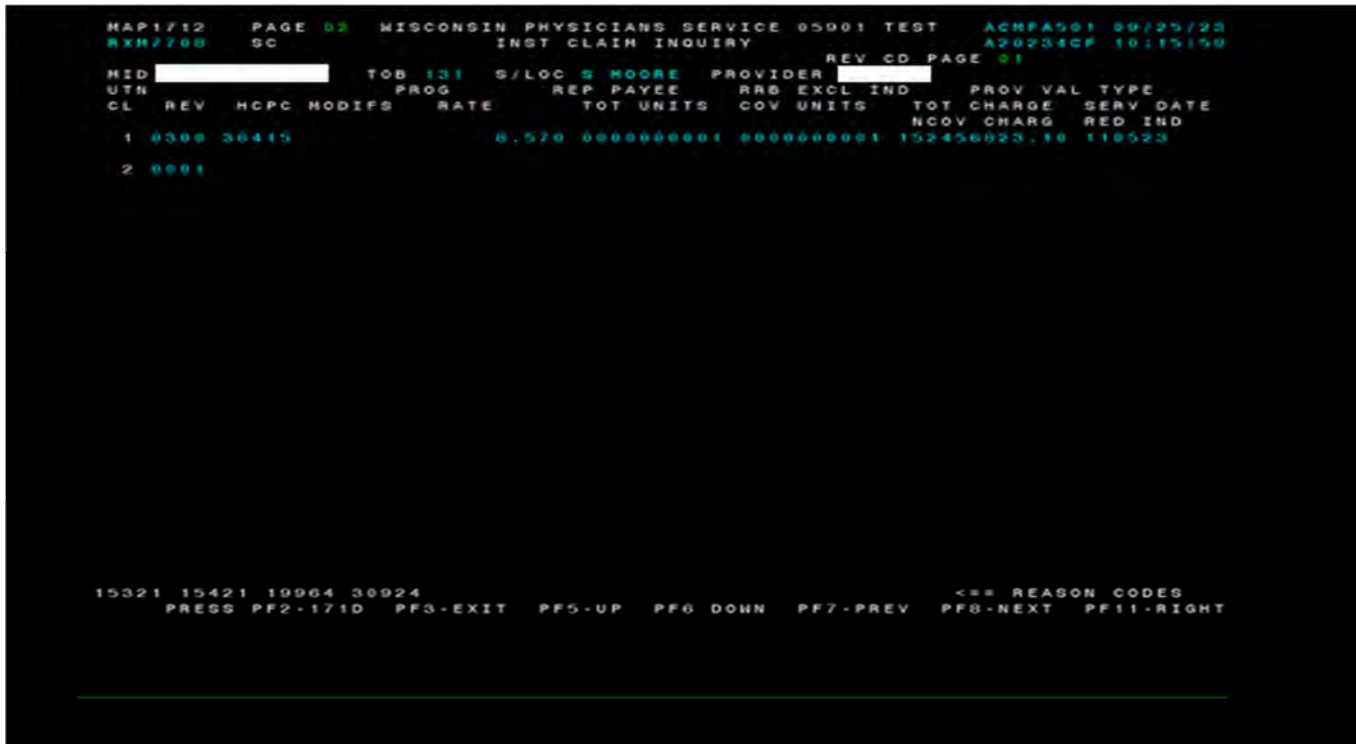 MAP1712 PAGE 02 WISCONSIN PHYSICIANS SERVICE 05901 TEST ACMFA501 09/25/23
RXM7708 SC INST CLAIM INQUIRY A20234CF 10:15:59
REV CD PAGE 01
MID TOB 131 S/LOC S MOORE PROVIDER
UTN PROG REP PAYEE RRB EXCL IND PROV VAL TYPE
CL REV HCPC MODIFS RATE TOT UNITS COV UNITS TOT CHARGE SERV DATE
NCOV CHARG RED IND
1 0300 36415 8.570 0000000001 0000000001 152456023.10 110523
2 0001
15321 15421 19964 30924 <== REASON CODES
PRESS PF2-171D PF3-EXIT PF5-UP PF6 DOWN PF7-PREV PF8-NEXT PF11-RIGHT